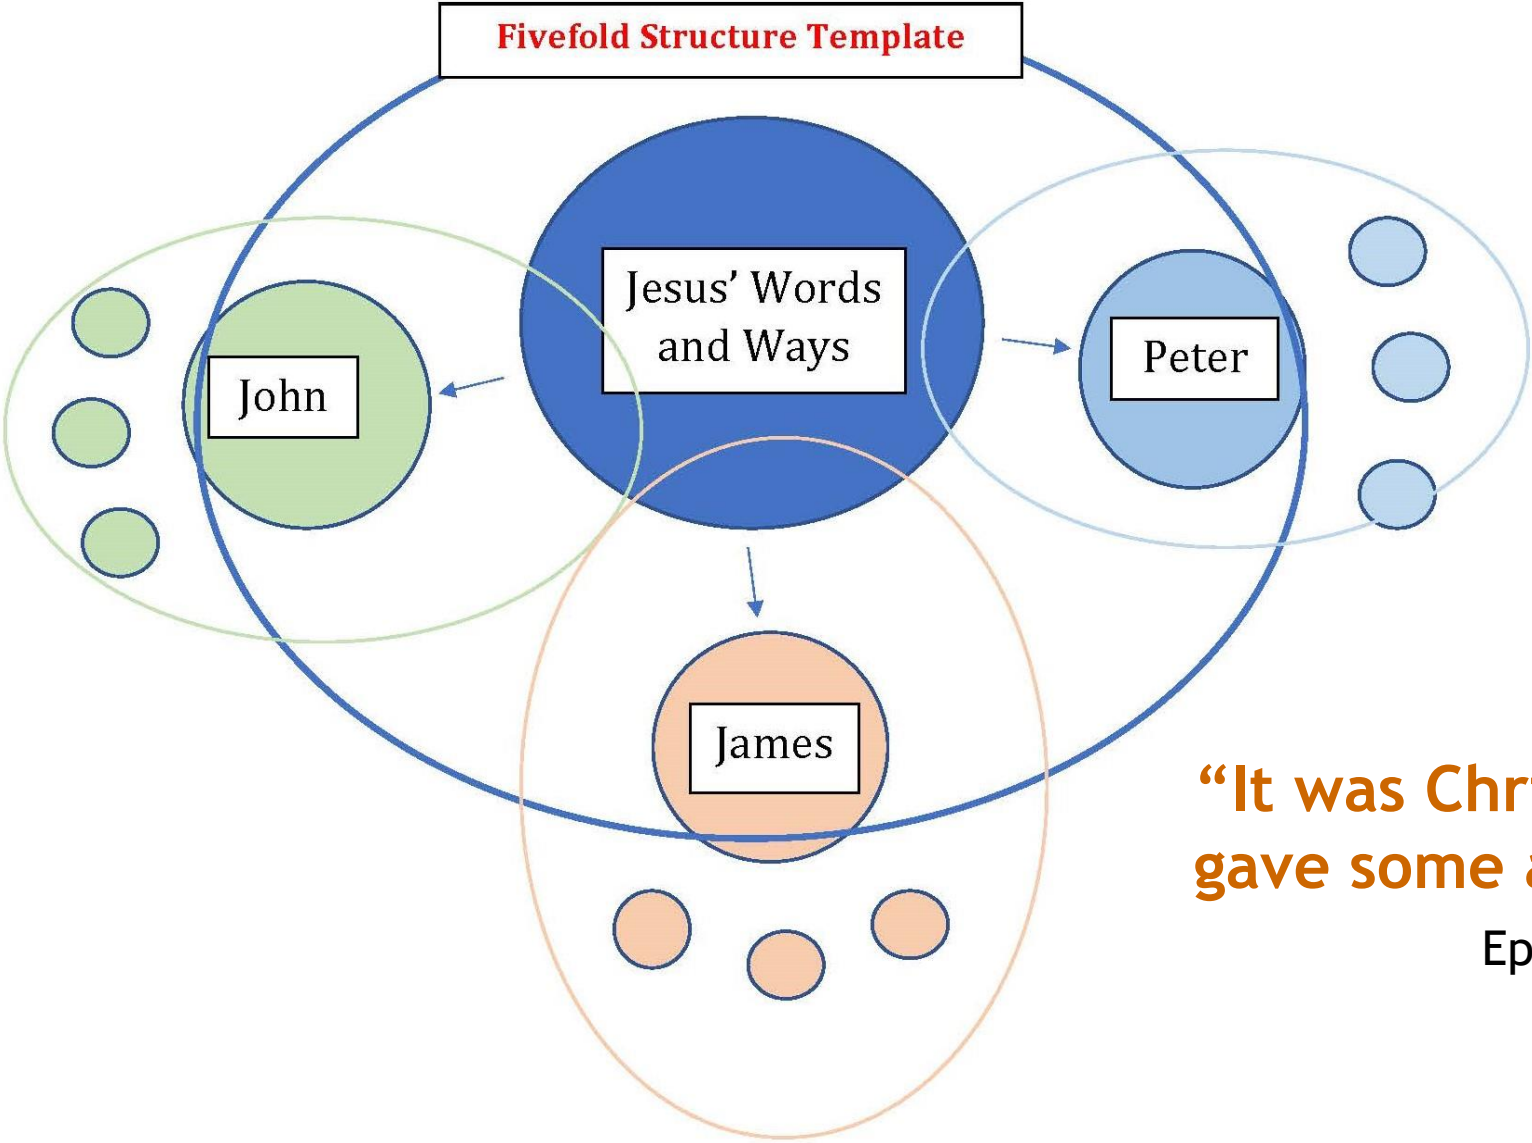 Fivefold Structure Template
Jesus’ Words
and Ways
John
Peter
James
“It was Chr
gave some
Ep